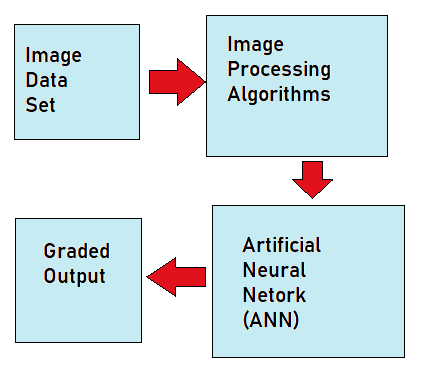 Image
Data
Set
Image
Processing
Algorithms
Artificial
Neural
Netork
(ANN)
Graded
Output